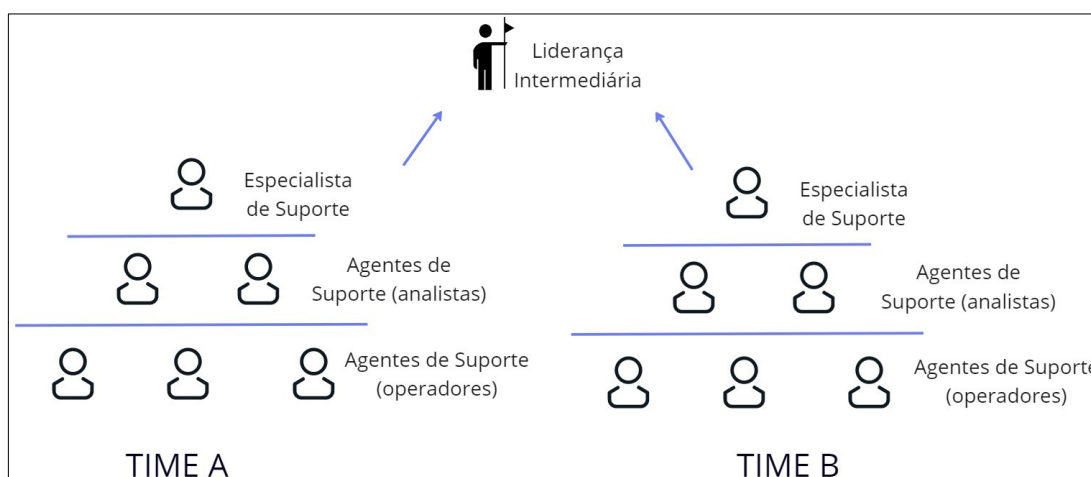 Liderança
Intermediária
Especialista
de Suporte
Agentes de
Suporte (analistas)
Agentes de Suporte
(operadores)
TIME A
Especialista
de Suporte
Agentes de
Suporte (analistas)
Agentes de Suporte
(operadores)
TIME B